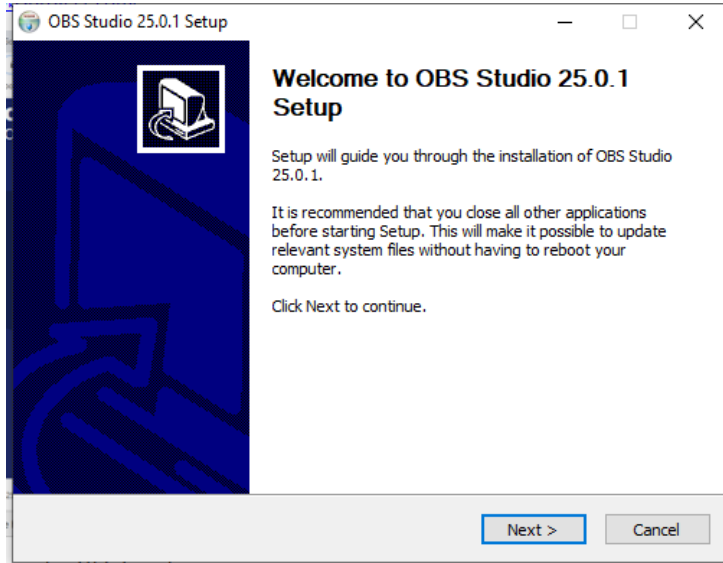 OBS Studio 25.0.1 Setup
Welcome to OBS Studio 25.0.1
Setup
Setup will guide you through the installation of OBS Studio
25.0.1.
It is recommended that you close all other applications
before starting Setup. This will make it possible to update
relevant system files without having to reboot your
computer.
Click Next to continue.
Next >
Cancel